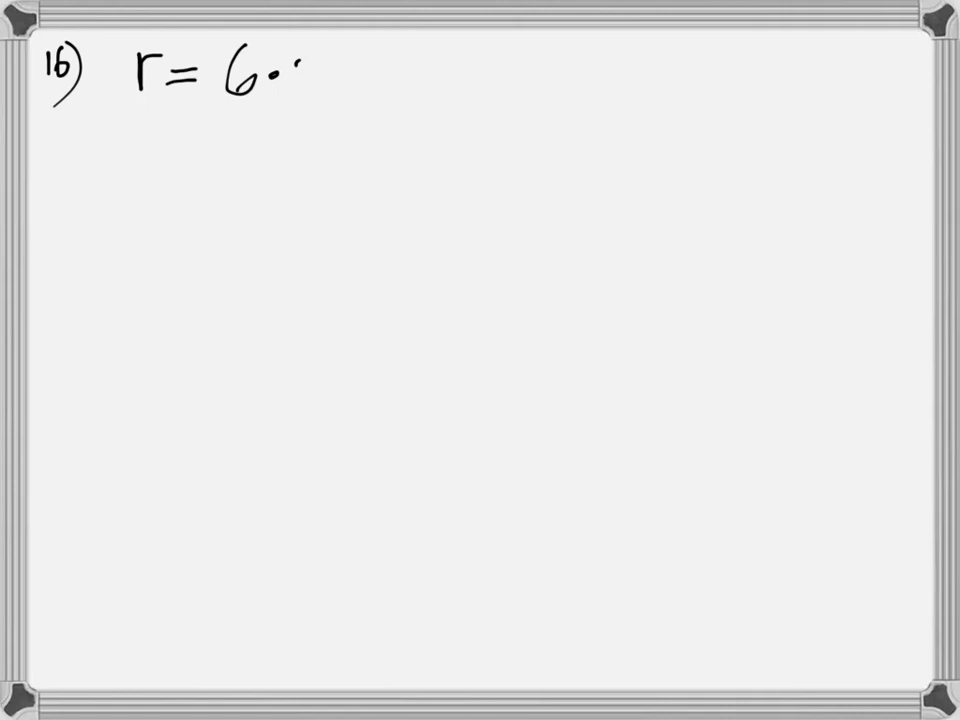 16) r = 6.